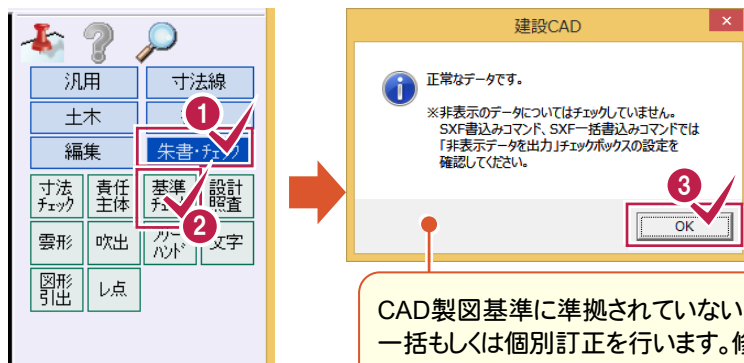 汎用
寸法線
土木
1
編集
朱書・チェック
寸法チェック
責任主体
基準
設計照査
2
雲形
吹出
フリーハンド
文字
図形引出
レ点
建設CAD
×
正常なデータです。
※非表示のデータについてはチェックしていません。
SXF書込みコマンド、SXF一括書込みコマンドでは
「非表示データを出力」チェックボックスの設定を
確認してください。
3
OK
CAD製図基準に準拠されていない
一括もしくは個別訂正を行います。